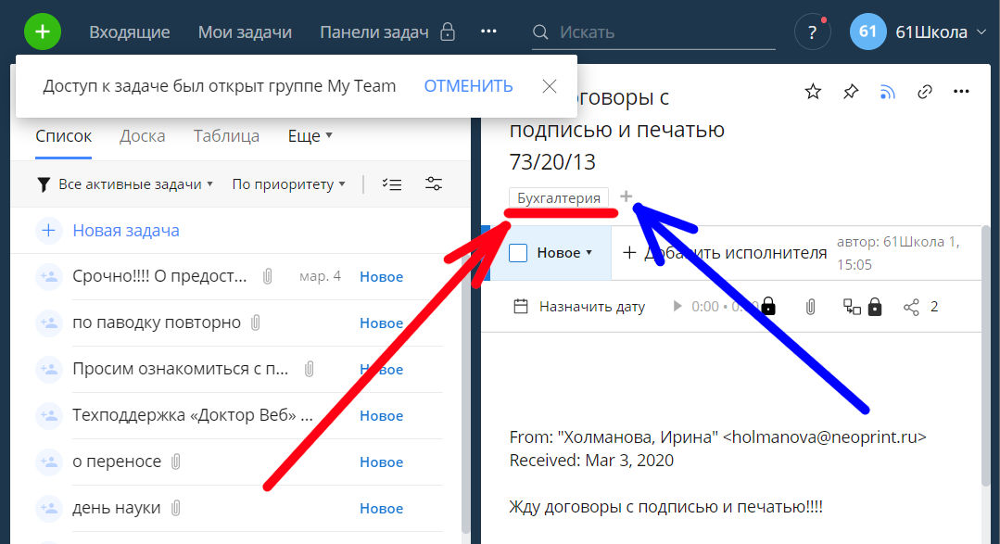 Входящие Мои задачи Панели задач ... Искать ? 61 61Школа
Доступ к задаче был открыт группе My Team ОТМЕНИТЬ
оговоры с
подписью и печатью
73/20/13
Бухгалтерия +
Список Доска Таблица Еще
Все активные задачи По приоритету
+ Новая задача
Срочно!!!! О предост... мар. 4 Новое
по паводку повторно Новое
Просим ознакомиться с п... Новое
Техподдержка «Доктор Веб» ... Новое
о переносе Новое
день науки Новое
Новое + Добавить исполнителя
автор: 61Школа 1,
15:05
Назначить дату 0:00 • 2
From: "Холманова, Ирина" <holmanova@neoprint.ru>
Received: Mar 3, 2020
Жду договоры с подписью и печатью!!!!